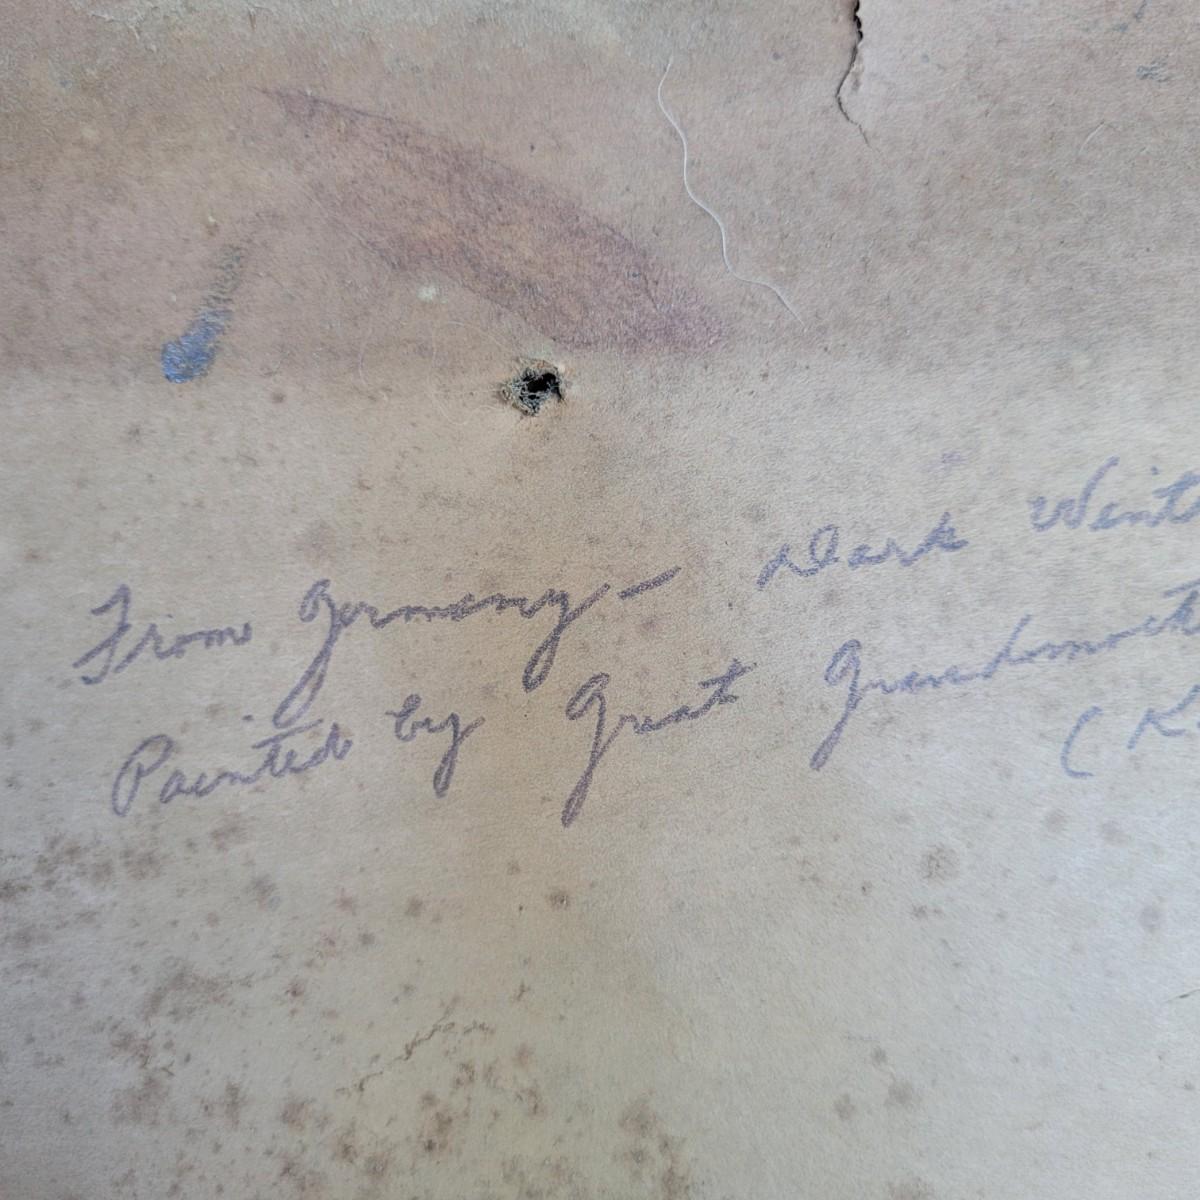 From Germany - Dark Wint
Painted by Great Grandmoth
(K